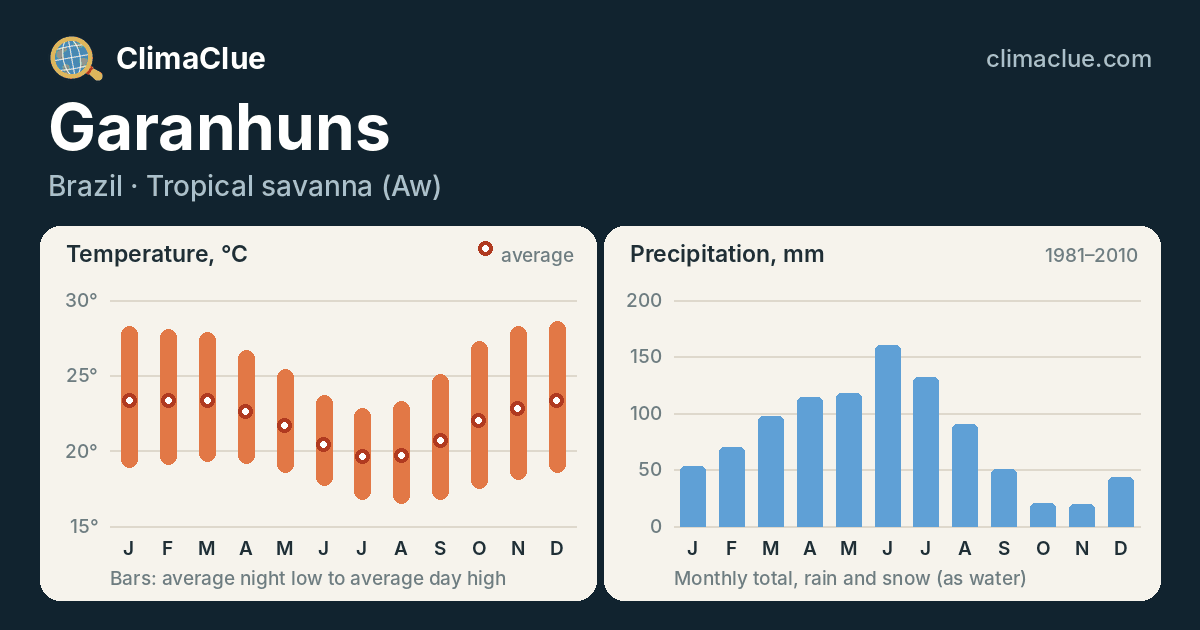 ClimaClue
climaclue.com
Garanhuns
Brazil · Tropical savanna (Aw)
Temperature, °C
average
30°
25°
20°
15°
J F M A M J J A S O N D
Bars: average night low to average day high
Precipitation, mm
1981–2010
200
150
100
50
0
J F M A M J J A S O N D
Monthly total, rain and snow (as water)